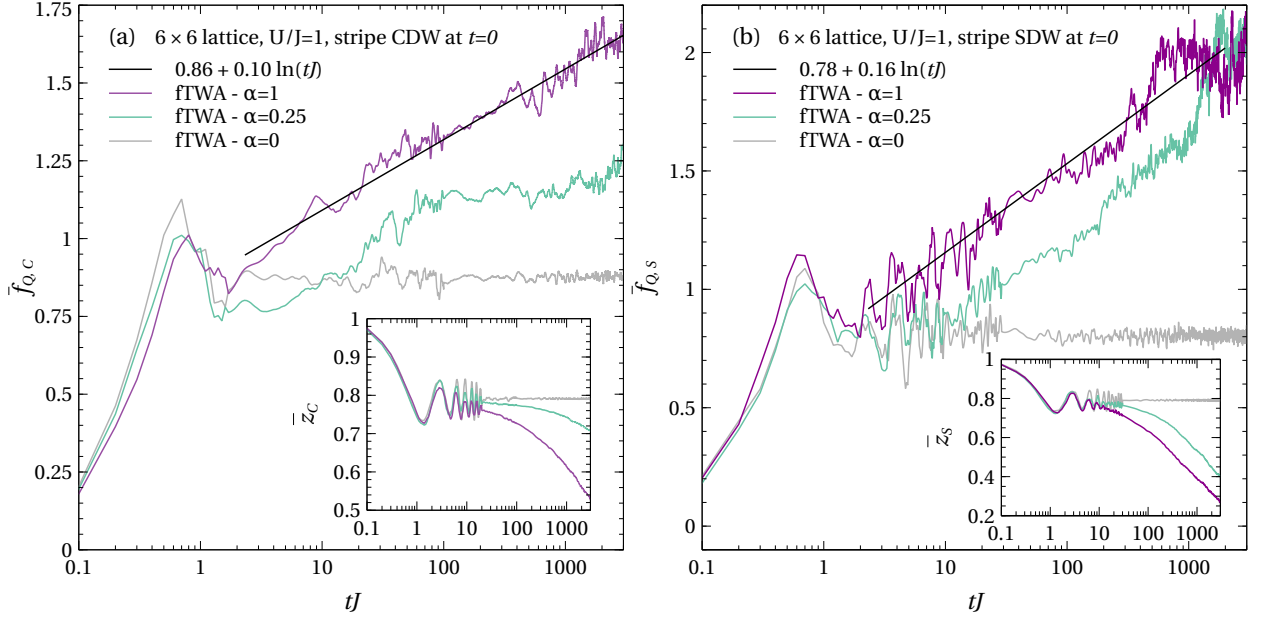 (a) 6 × 6 lattice, U/J=1, stripe CDW at t=0
0.86 + 0.10 ln(tJ)
fTWA - α=1
fTWA - α=0.25
fTWA - α=0
1.75
1.5
1.25
1
0.75
0.5
0.25
0
f̄_{Q, C}
0.1 1 10 100 1000
tJ
1
0.9
0.8
0.7
0.6
0.5
z̄_C
0.1 1 10 100 1000
(b) 6 × 6 lattice, U/J=1, stripe SDW at t=0
0.78 + 0.16 ln(tJ)
fTWA - α=1
fTWA - α=0.25
fTWA - α=0
2
1.5
1
0.5
0
f̄_{Q, S}
0.1 1 10 100 1000
tJ
1
0.8
0.6
0.4
0.2
z̄_S
0.1 1 10 100 1000